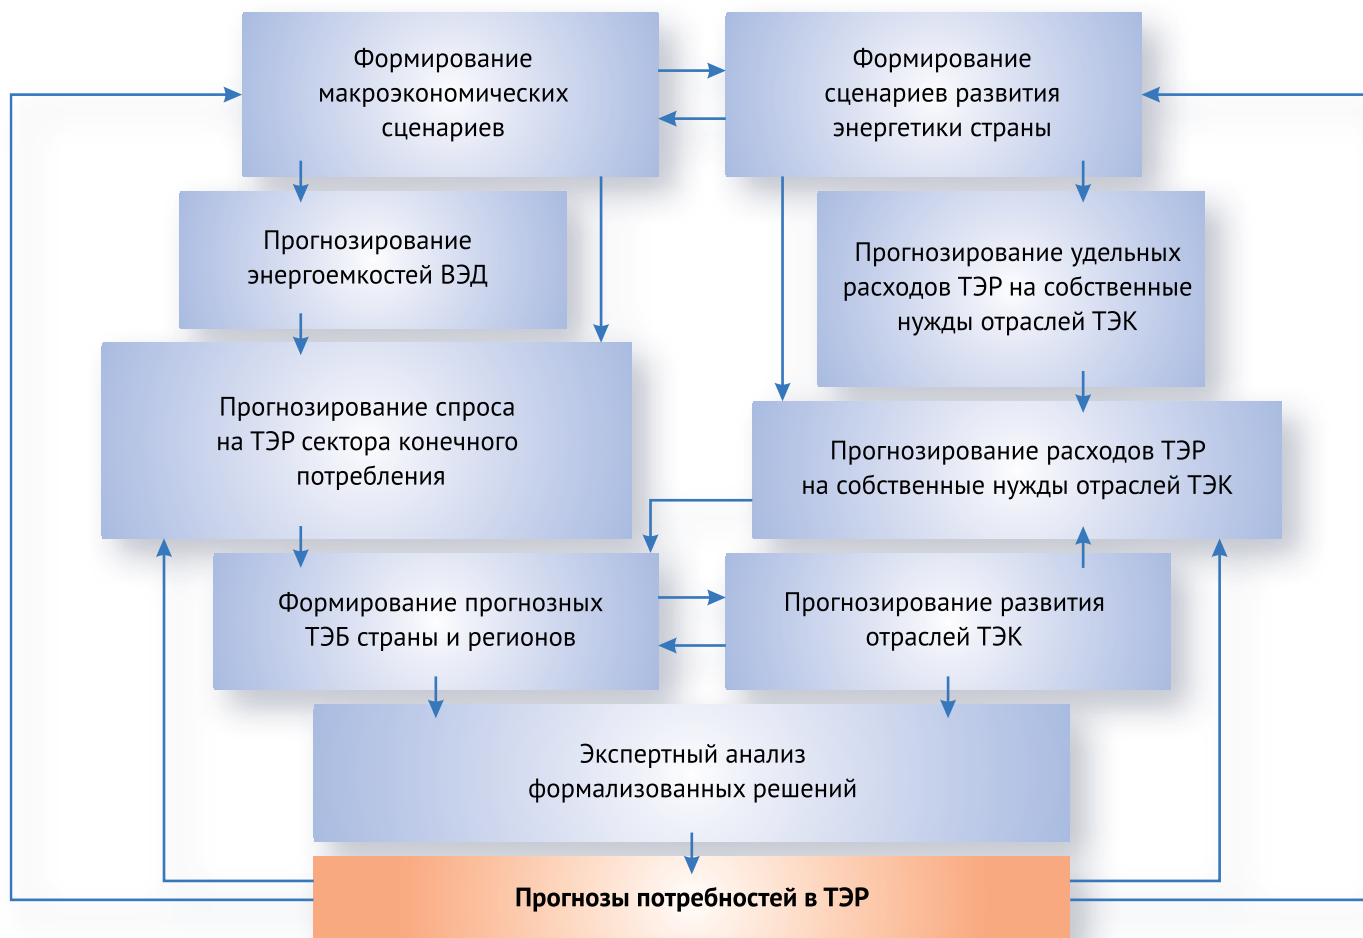 Формирование
макроэкономических
сценариев
Формирование
сценариев развития
энергетики страны
Прогнозирование
энергоемкостей ВЭД
Прогнозирование удельных
расходов ТЭР на собственные
нужды отраслей ТЭК
Прогнозирование спроса
на ТЭР сектора конечного
потребления
Прогнозирование расходов ТЭР
на собственные нужды отраслей ТЭК
Формирование прогнозных
ТЭБ страны и регионов
Прогнозирование развития
отраслей ТЭК
Экспертный анализ
формализованных решений
Прогнозы потребностей в ТЭР